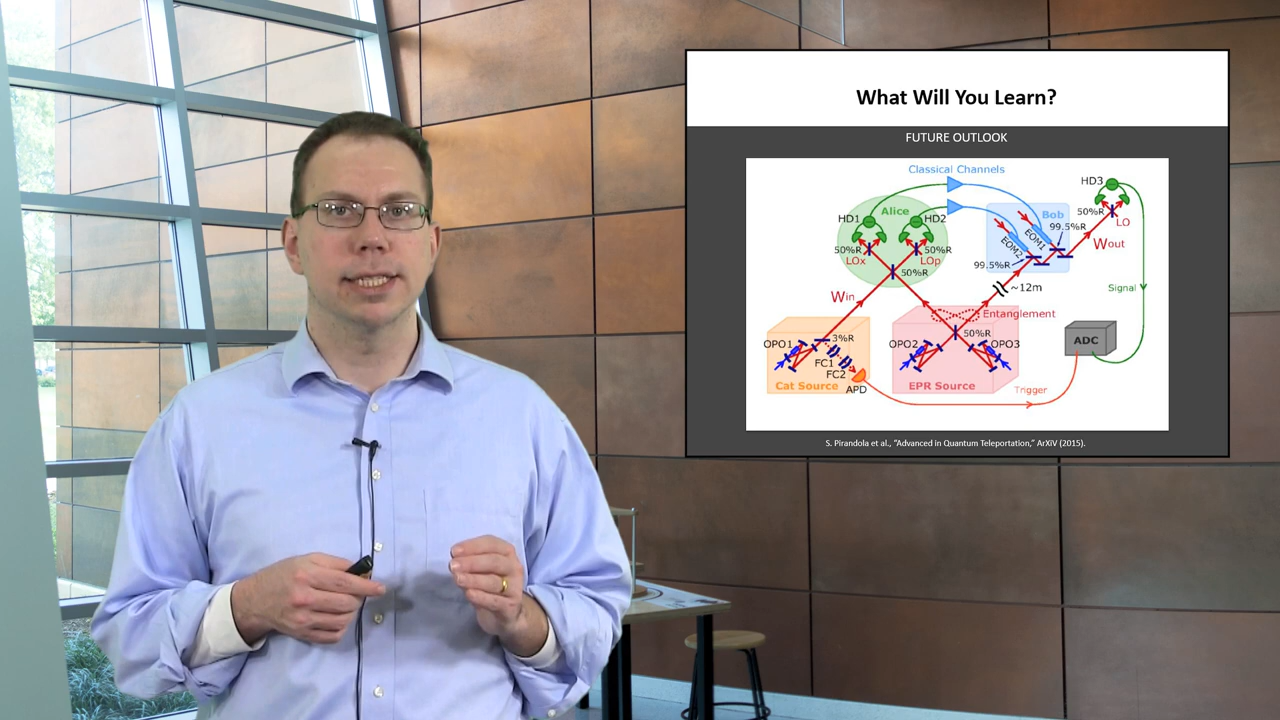 What Will You Learn?
FUTURE OUTLOOK
Classical Channels
HD3
HD1
Alice
HD2
Bob
50%R
LO
99.5%R
EOM1
EOM2
Wout
50%R
LOx
50%R
LOp
50%R
99.5%R
~12m
Signal
Win
Entanglement
OPO1
3%R
FC1
FC2
APD
Cat Source
OPO2
50%R
OPO3
EPR Source
ADC
Trigger
S. Pirandola et al., "Advanced in Quantum Teleportation," ArXiV (2015).